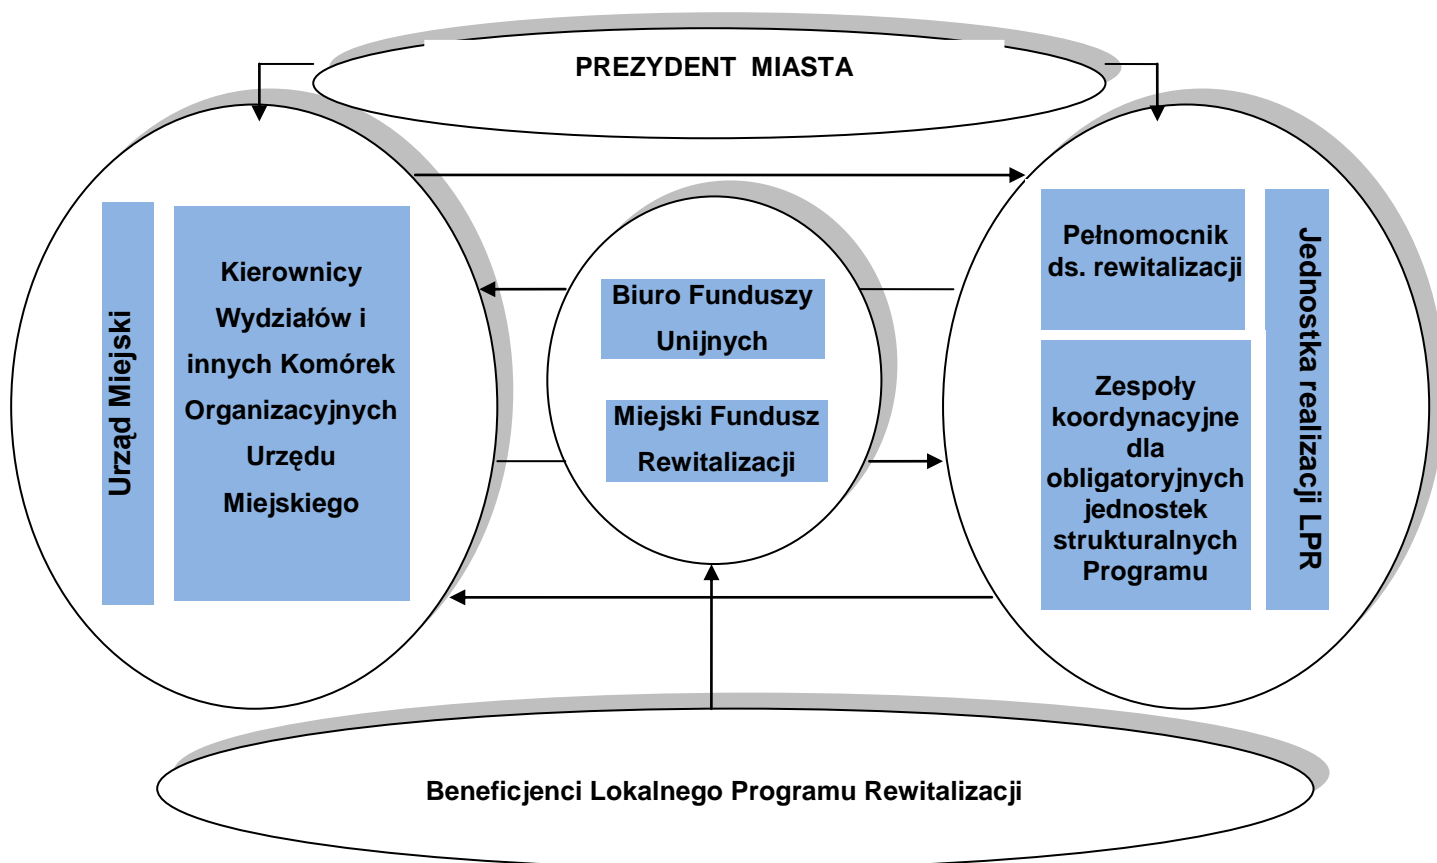 PREZYDENT MIASTA
Urząd Miejski
Kierownicy
Wydziałów i
innych Komórek
Organizacyjnych
Urzędu
Miejskiego
Biuro Funduszy
Unijnych
Miejski Fundusz
Rewitalizacji
Pełnomocnik
ds. rewitalizacji
Zespoły
koordynacyjne
dla
obligatoryjnych
jednostek
strukturalnych
Programu
Jednostka realizacji LPR
Beneficjenci Lokalnego Programu Rewitalizacji